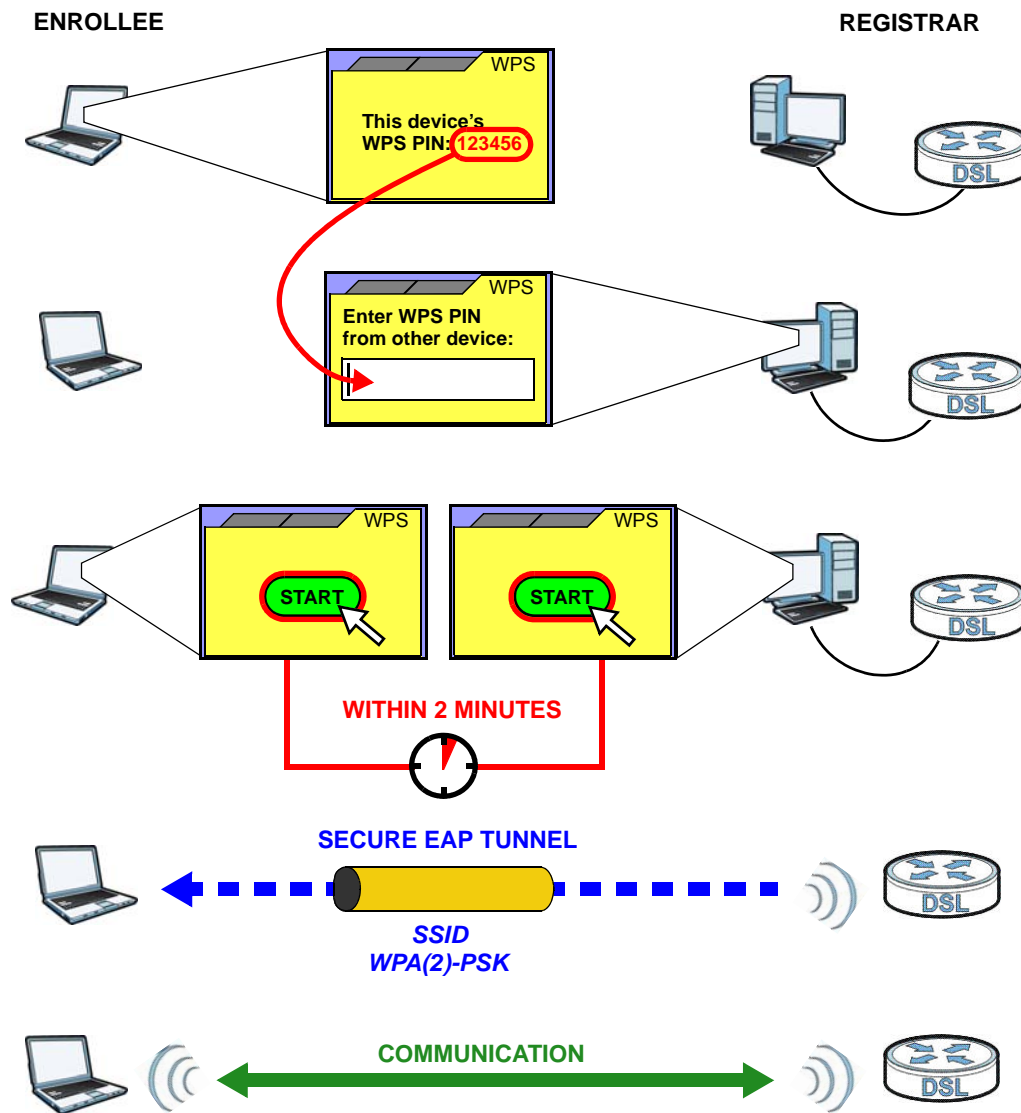 ENROLLEE
REGISTRAR
WPS
This device's
WPS PIN: 123456
DSL
WPS
Enter WPS PIN
from other device:
DSL
WPS
WPS
START
START
DSL
WITHIN 2 MINUTES
SECURE EAP TUNNEL
DSL
SSID
WPA(2)-PSK
COMMUNICATION
DSL